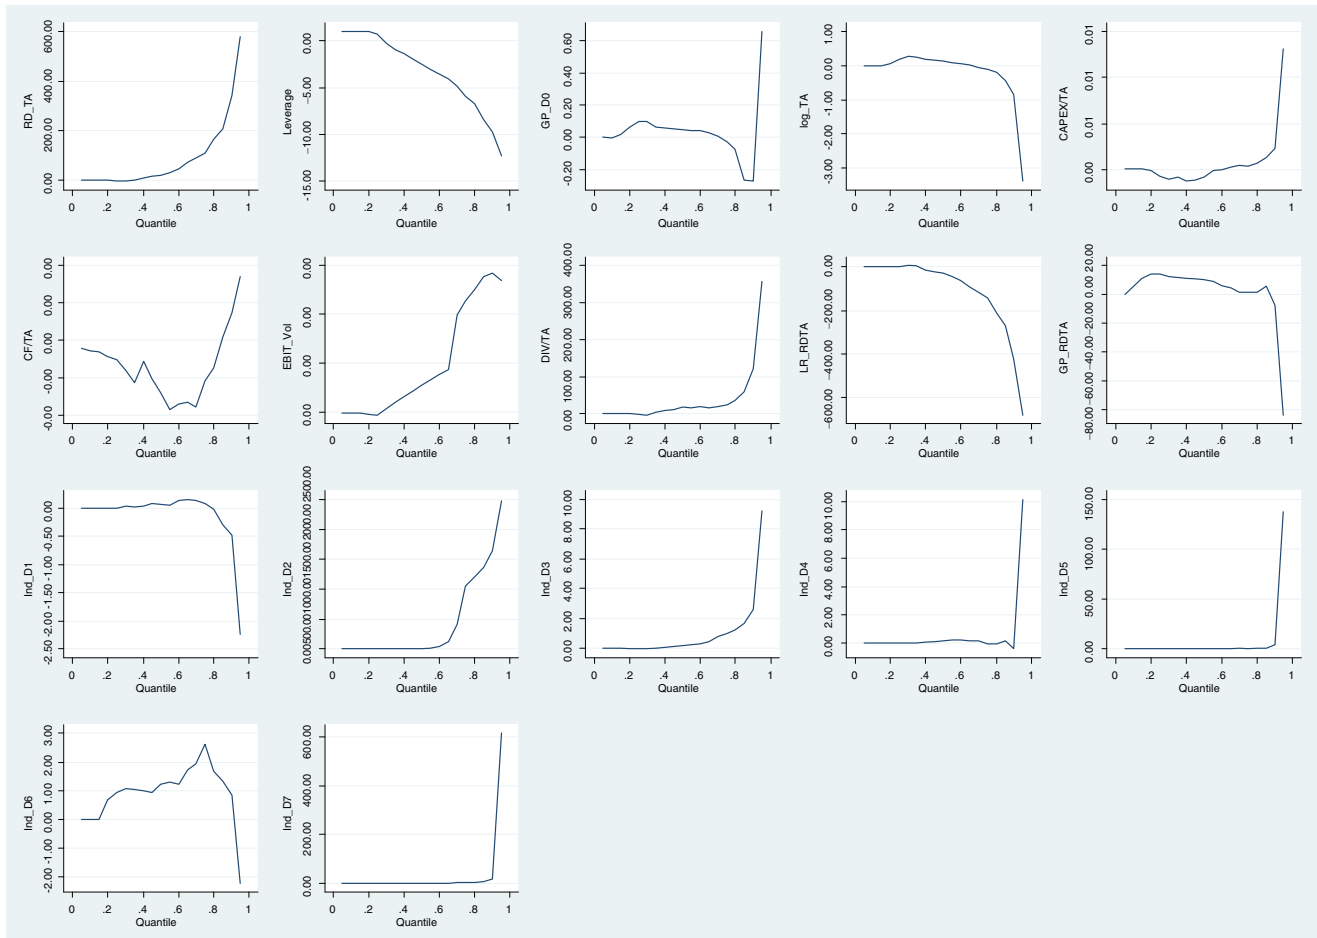 RD_TA
0.00 200.00 400.00 600.00
0 .2 .4 .6 .8 1
Quantile
Leverage
-15.00 -10.00 -5.00 0.00
0 .2 .4 .6 .8 1
Quantile
GP_D0
-0.20 0.00 0.20 0.40 0.60
0 .2 .4 .6 .8 1
Quantile
log_TA
-3.00 -2.00 -1.00 0.00 1.00
0 .2 .4 .6 .8 1
Quantile
CAPEX/TA
0.00 0.01 0.01 0.01
0 .2 .4 .6 .8 1
Quantile
CF/TA
-0.00 -0.00 0.00 0.00 0.00
0 .2 .4 .6 .8 1
Quantile
EBIT_Vol
0.00 0.00 0.00 0.00
0 .2 .4 .6 .8 1
Quantile
DIV/TA
0.00 100.00 200.00 300.00 400.00
0 .2 .4 .6 .8 1
Quantile
LR_RDTA
-600.00 -400.00 -200.00 0.00
0 .2 .4 .6 .8 1
Quantile
GP_RDTA
-80.00 -60.00 -40.00 -20.00 0.00 20.00
0 .2 .4 .6 .8 1
Quantile
Ind_D1
-2.50 -2.00 -1.50 -1.00 -0.50 0.00
0 .2 .4 .6 .8 1
Quantile
Ind_D2
0.00 500.00 1000.00 1500.00 2000.00 2500.00
0 .2 .4 .6 .8 1
Quantile
Ind_D3
0.00 2.00 4.00 6.00 8.00 10.00
0 .2 .4 .6 .8 1
Quantile
Ind_D4
0.00 2.00 4.00 6.00 8.00 10.00
0 .2 .4 .6 .8 1
Quantile
Ind_D5
0.00 50.00 100.00 150.00
0 .2 .4 .6 .8 1
Quantile
Ind_D6
-2.00 -1.00 0.00 1.00 2.00 3.00
0 .2 .4 .6 .8 1
Quantile
Ind_D7
0.00 200.00 400.00 600.00
0 .2 .4 .6 .8 1
Quantile